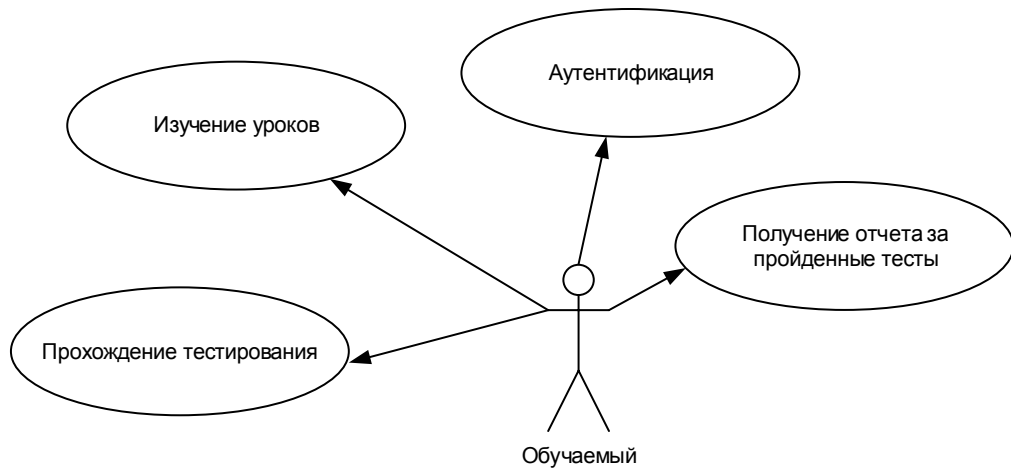 Аутентификация
Изучение уроков
Получение отчета за
пройденные тесты
Прохождение тестирования
Обучаемый